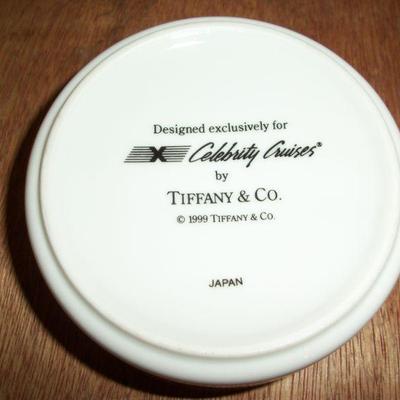 Designed exclusively for
X Celebrity Cruises®
by
TIFFANY & CO.
© 1999 TIFFANY & CO.
JAPAN